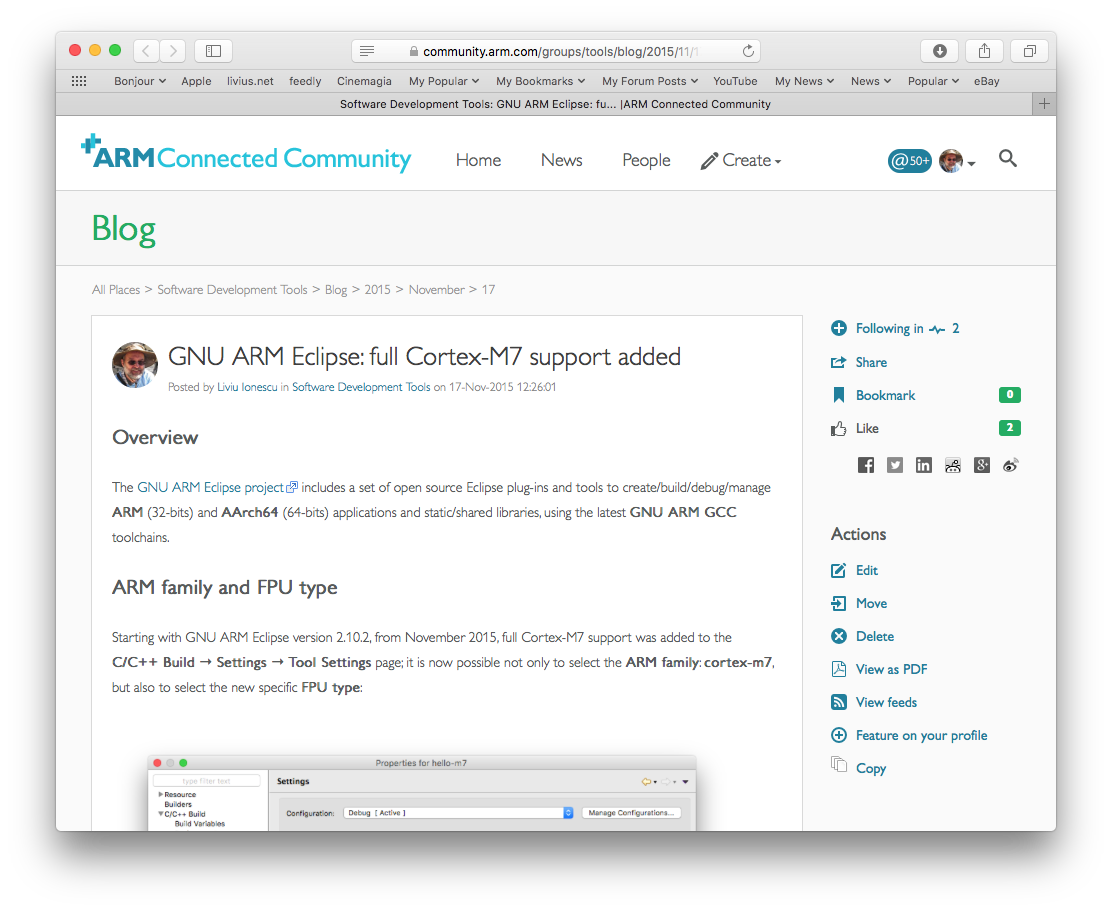 community.arm.com/groups/tools/blog/2015/11/1
Bonjour Apple livius.net feedly Cinemagia My Popular My Bookmarks My Forum Posts YouTube My News News Popular eBay
Software Development Tools: GNU ARM Eclipse: fu... |ARM Connected Community
ARM Connected Community
Home News People Create @50+
Blog
All Places > Software Development Tools > Blog > 2015 > November > 17
GNU ARM Eclipse: full Cortex-M7 support added
Posted by Liviu Ionescu in Software Development Tools on 17-Nov-2015 12:26:01
Overview
The GNU ARM Eclipse project includes a set of open source Eclipse plug-ins and tools to create/build/debug/manage
ARM (32-bits) and AArch64 (64-bits) applications and static/shared libraries, using the latest GNU ARM GCC
toolchains.
ARM family and FPU type
Starting with GNU ARM Eclipse version 2.10.2, from November 2015, full Cortex-M7 support was added to the
C/C++ Build → Settings → Tool Settings page; it is now possible not only to select the ARM family: cortex-m7,
but also to select the new specific FPU type:
Properties for hello-m7
type filter text
Resource
Builders
C/C++ Build
Build Variables
Settings
Configuration: Debug [ Active ] Manage Configurations...
Following in 2
Share
Bookmark 0
Like 2
Actions
Edit
Move
Delete
View as PDF
View feeds
Feature on your profile
Copy